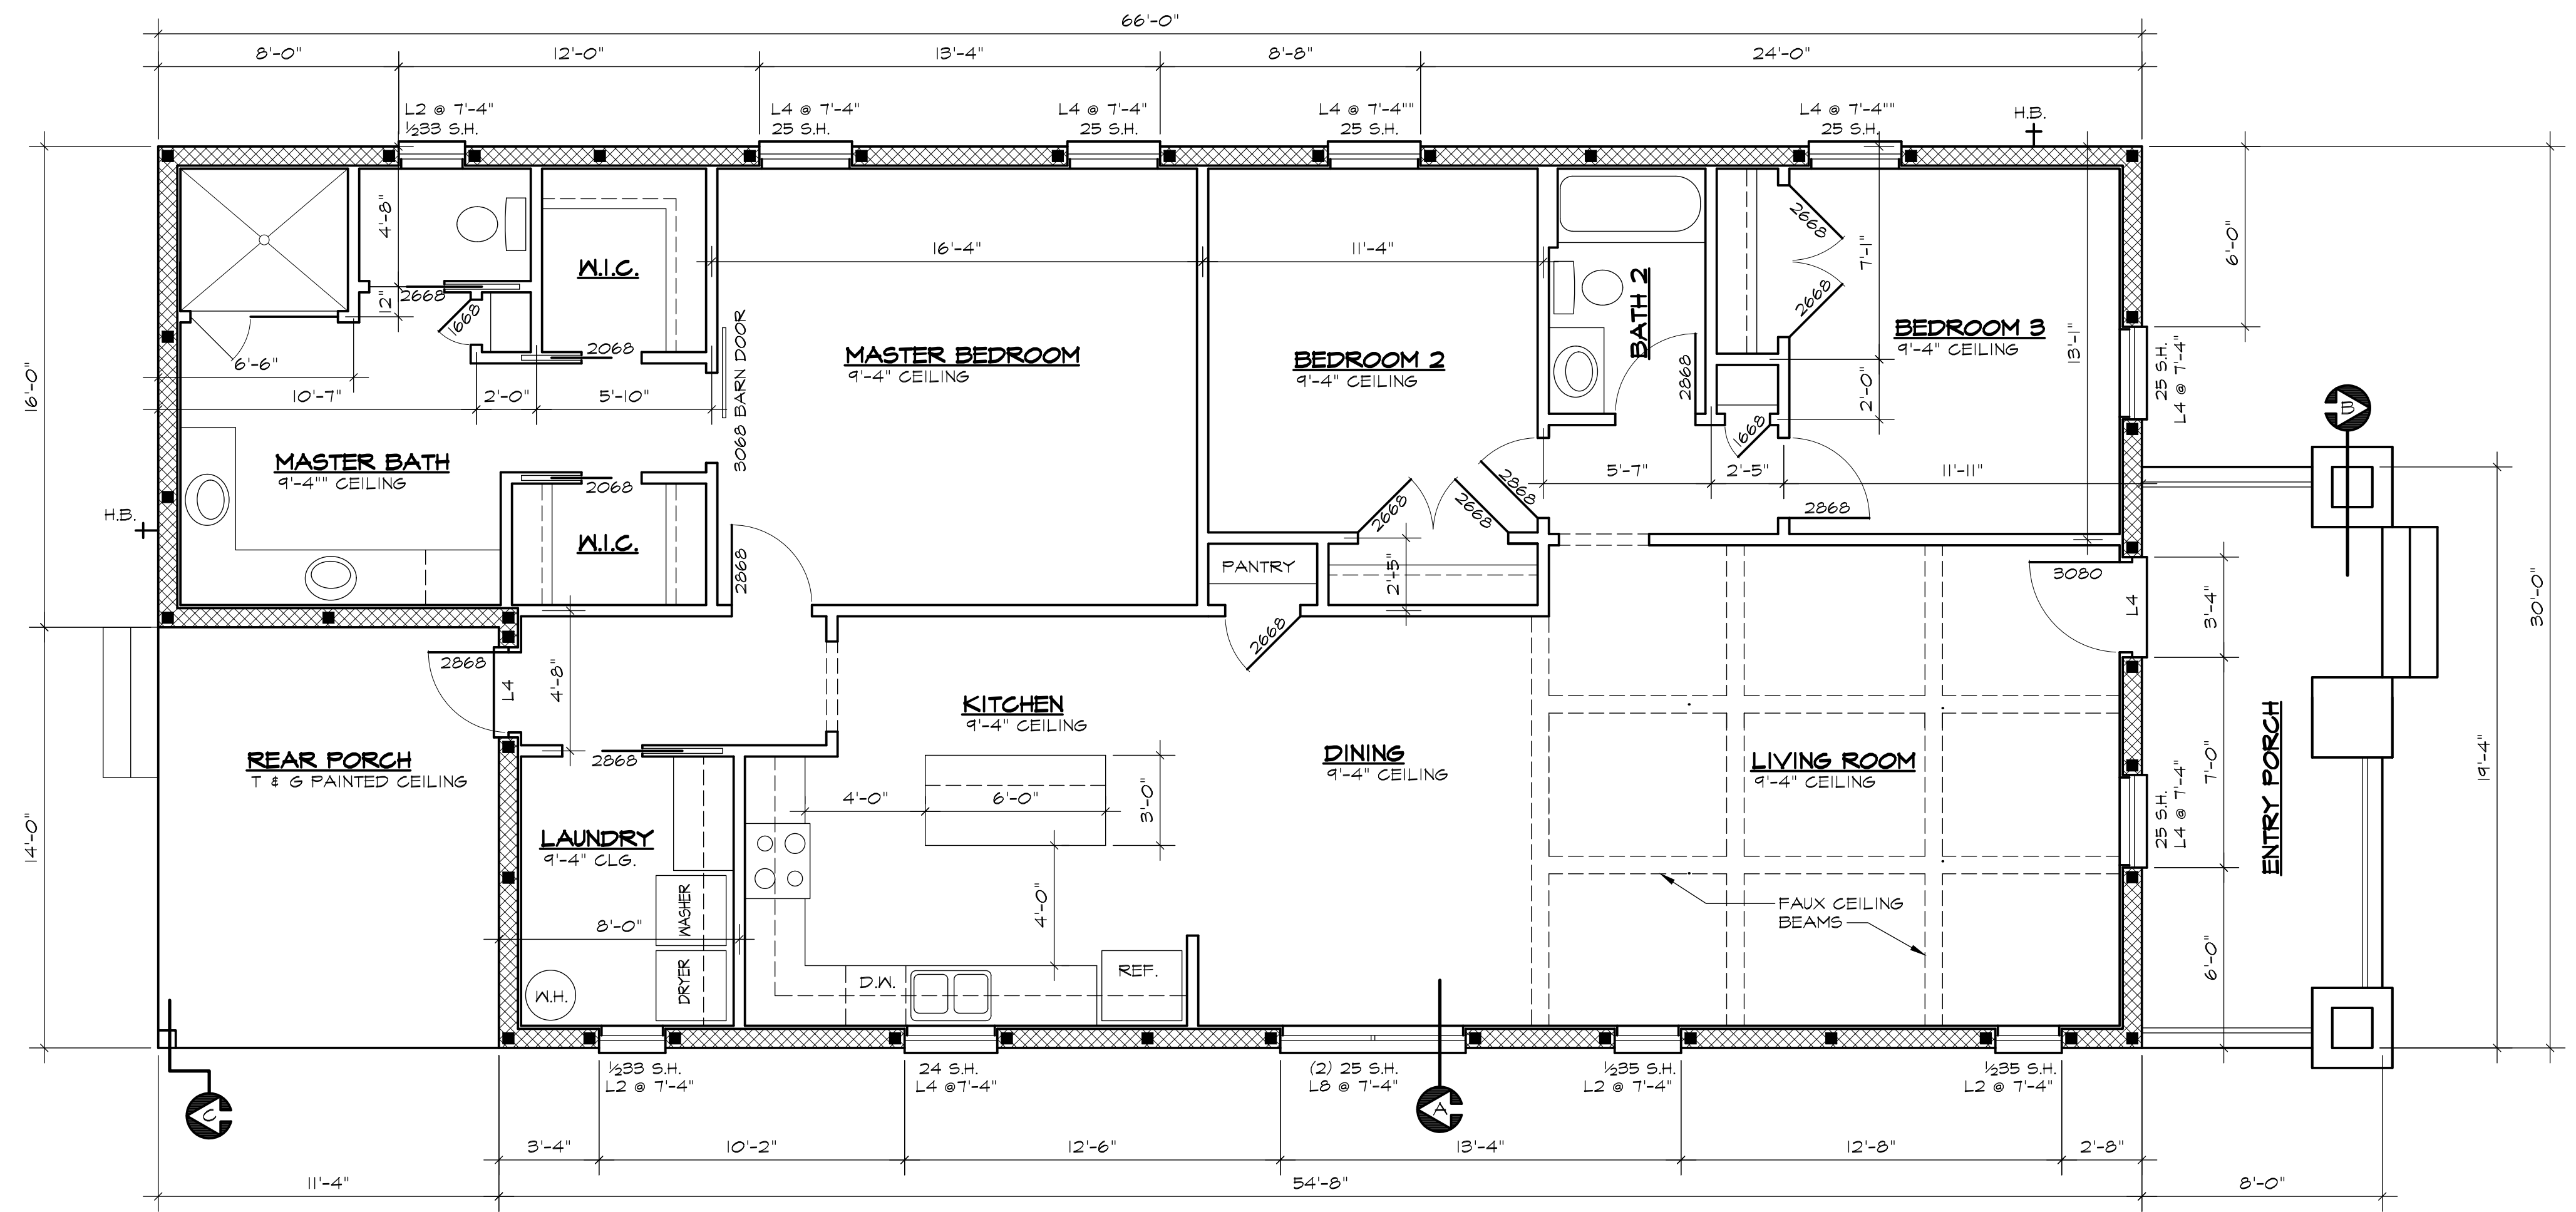 66'-0"
8'-0"
12'-0"
13'-4"
8'-8"
24'-0"
L2 @ 7'-4"
½33 S.H.
L4 @ 7'-4"
25 S.H.
L4 @ 7'-4"
25 S.H.
L4 @ 7'-4""
25 S.H.
L4 @ 7'-4""
25 S.H.
H.B.
16'-0"
14'-0"
4'-8"
12"
2668
1668
6'-6"
10'-7"
2'-0"
5'-10"
W.I.C.
2068
3068 BARN DOOR
MASTER BATH
9'-4"" CEILING
H.B.
2068
W.I.C.
2868
16'-4"
MASTER BEDROOM
9'-4" CEILING
11'-4"
BEDROOM 2
9'-4" CEILING
2668
2668
2868
PANTRY
2'-5"
2668
BATH 2
2868
5'-7"
2'-5"
1668
2668
2668
7'-1"
2'-0"
BEDROOM 3
9'-4" CEILING
13'-1"
11'-11"
2868
6'-0"
25 S.H.
L4 @ 7'-4"
B
30'-0"
3080
L4
3'-4"
7'-0"
6'-0"
25 S.H.
L4 @ 7'-4"
ENTRY PORCH
19'-4"
2868
L4
4'-8"
REAR PORCH
T & G PAINTED CEILING
2868
LAUNDRY
9'-4" CLG.
8'-0"
WASHER
DRYER
W.H.
KITCHEN
9'-4" CEILING
4'-0"
6'-0"
3'-0"
4'-0"
D.W.
REF.
DINING
9'-4" CEILING
LIVING ROOM
9'-4" CEILING
FAUX CEILING
BEAMS
C
½33 S.H.
L2 @ 7'-4"
24 S.H.
L4 @7'-4"
(2) 25 S.H.
L8 @ 7'-4"
A
½35 S.H.
L2 @ 7'-4"
½35 S.H.
L2 @ 7'-4"
3'-4"
10'-2"
12'-6"
13'-4"
12'-8"
2'-8"
11'-4"
54'-8"
8'-0"